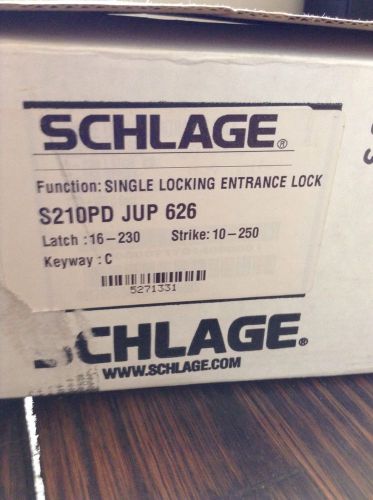 SCHLAGE®
Function: SINGLE LOCKING ENTRANCE LOCK
S210PD JUP 626
Latch :16-230 Strike: 10-250
Keyway : C
5271331
SCHLAGE®
WWW.SCHLAGE.COM